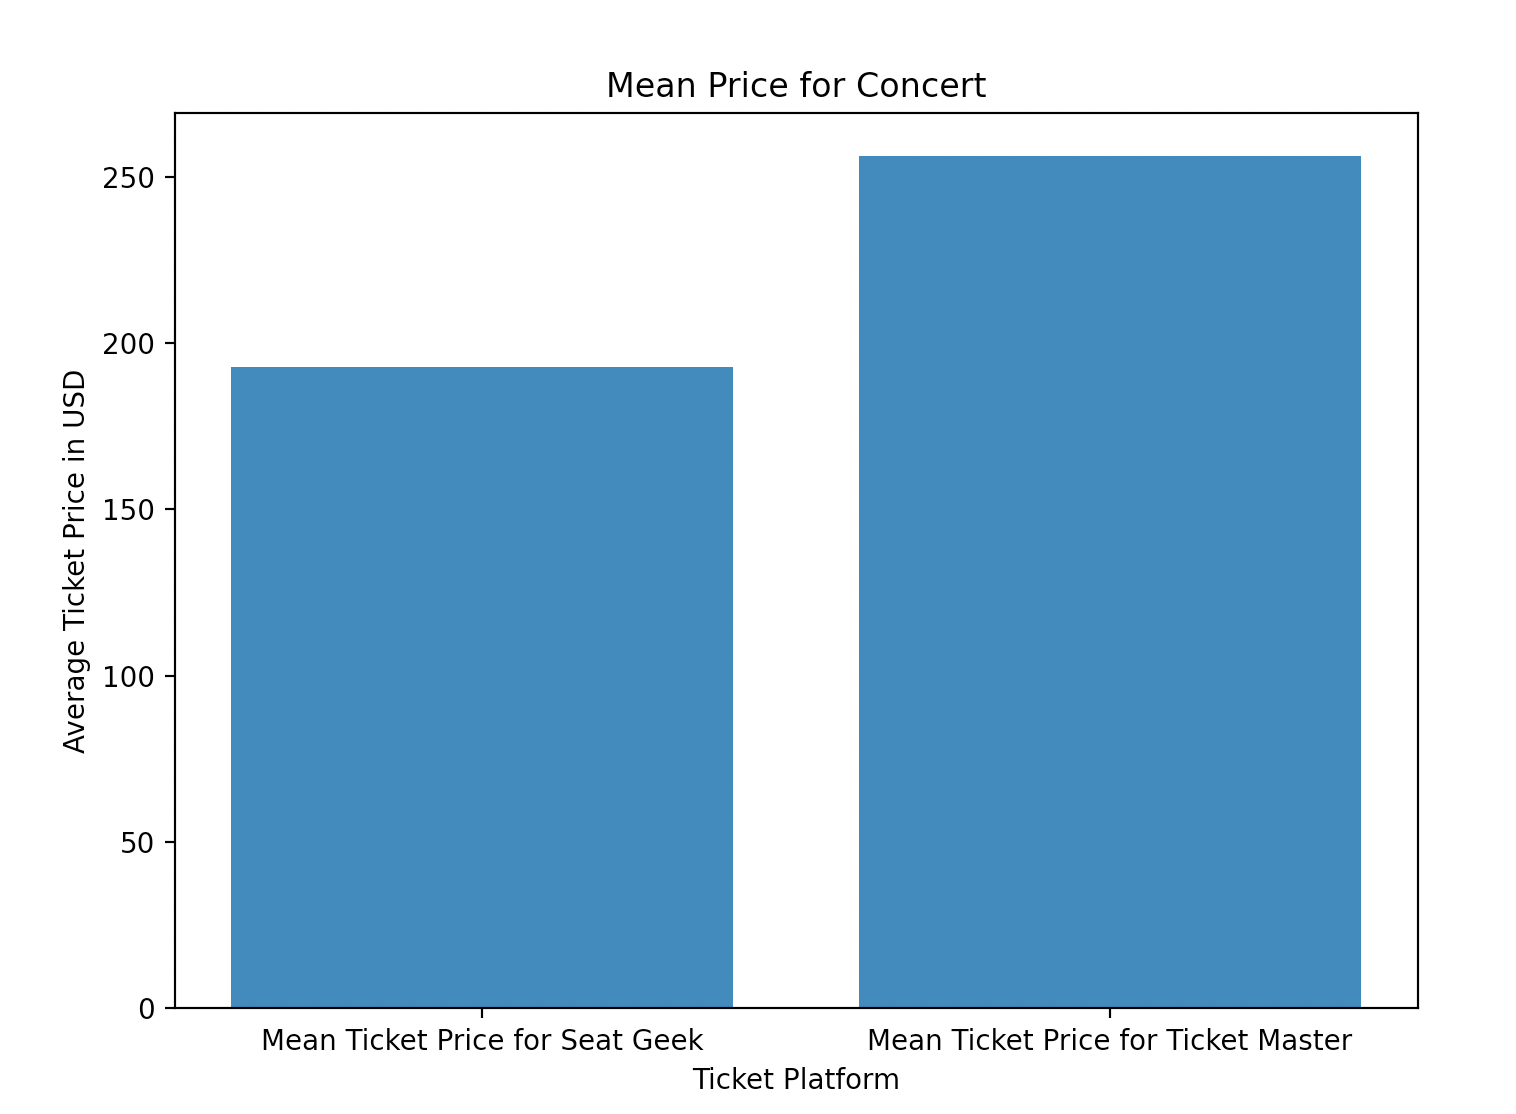 Mean Price for Concert
Average Ticket Price in USD
250
200
150
100
50
0
Mean Ticket Price for Seat Geek
Mean Ticket Price for Ticket Master
Ticket Platform